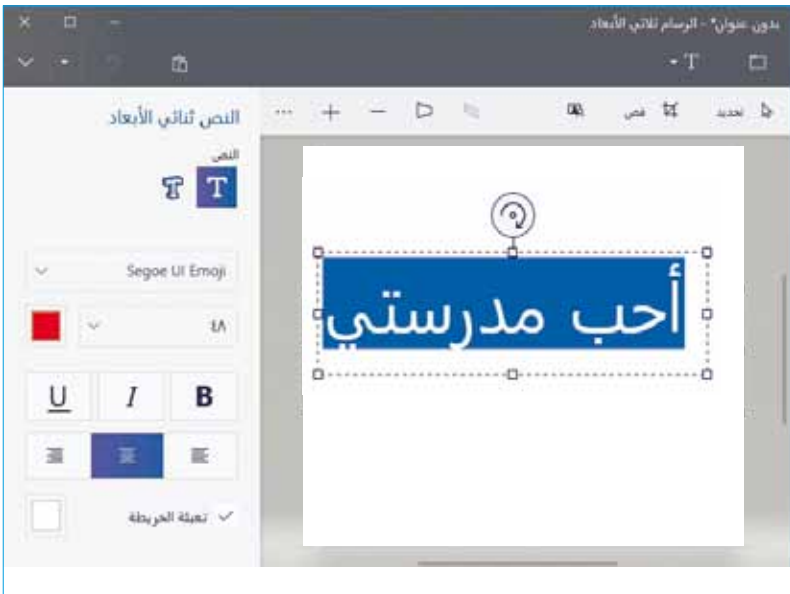 بدون عنوان* - الرسام ثلاثي الأبعاد
T
تحديد
قص
النص ثنائي الأبعاد
النص
T T
Segoe UI Emoji
٤٨
B I U
تعبئة الخريطة
أحب مدرستي